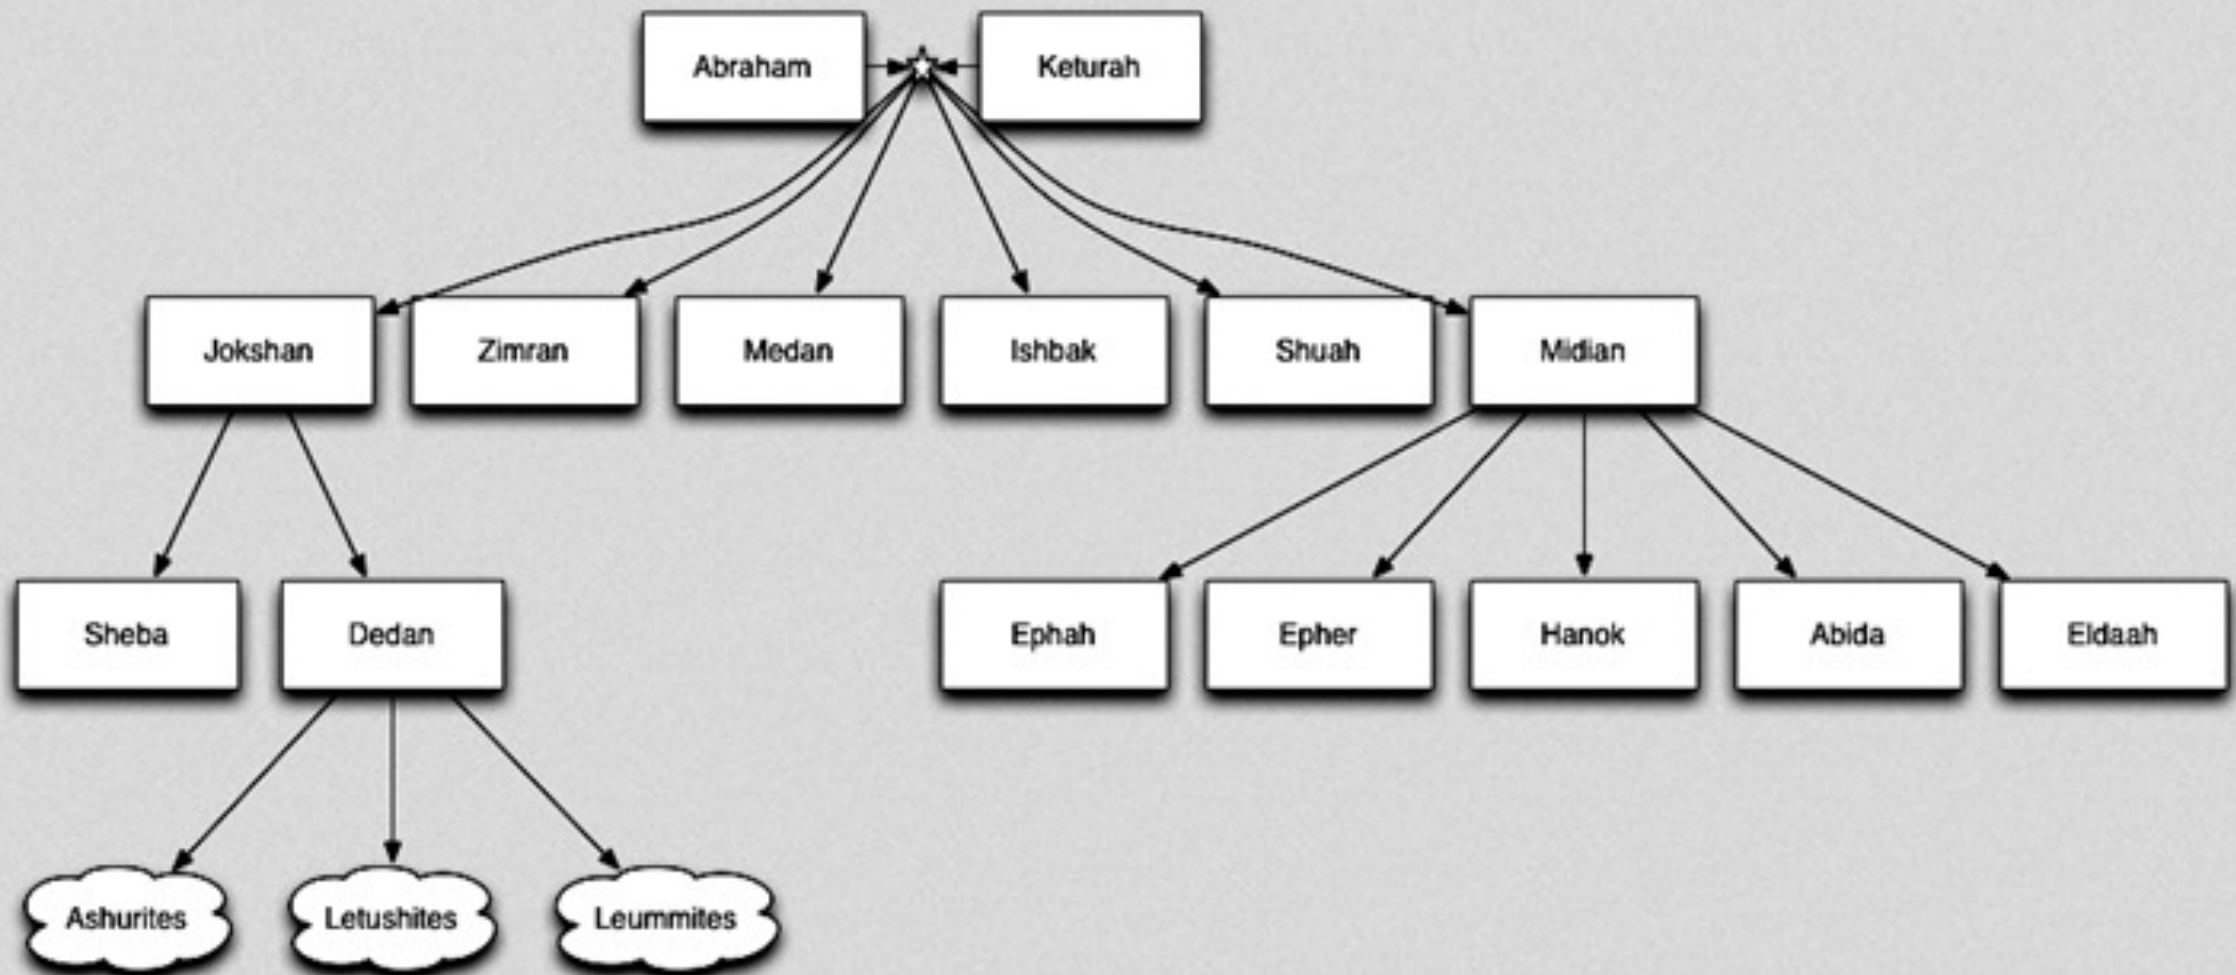 Abraham
Keturah
Jokshan
Zimran
Medan
Ishbak
Shuah
Midian
Sheba
Dedan
Ephah
Epher
Hanok
Abida
Eldaah
Ashurites
Letushites
Leummites